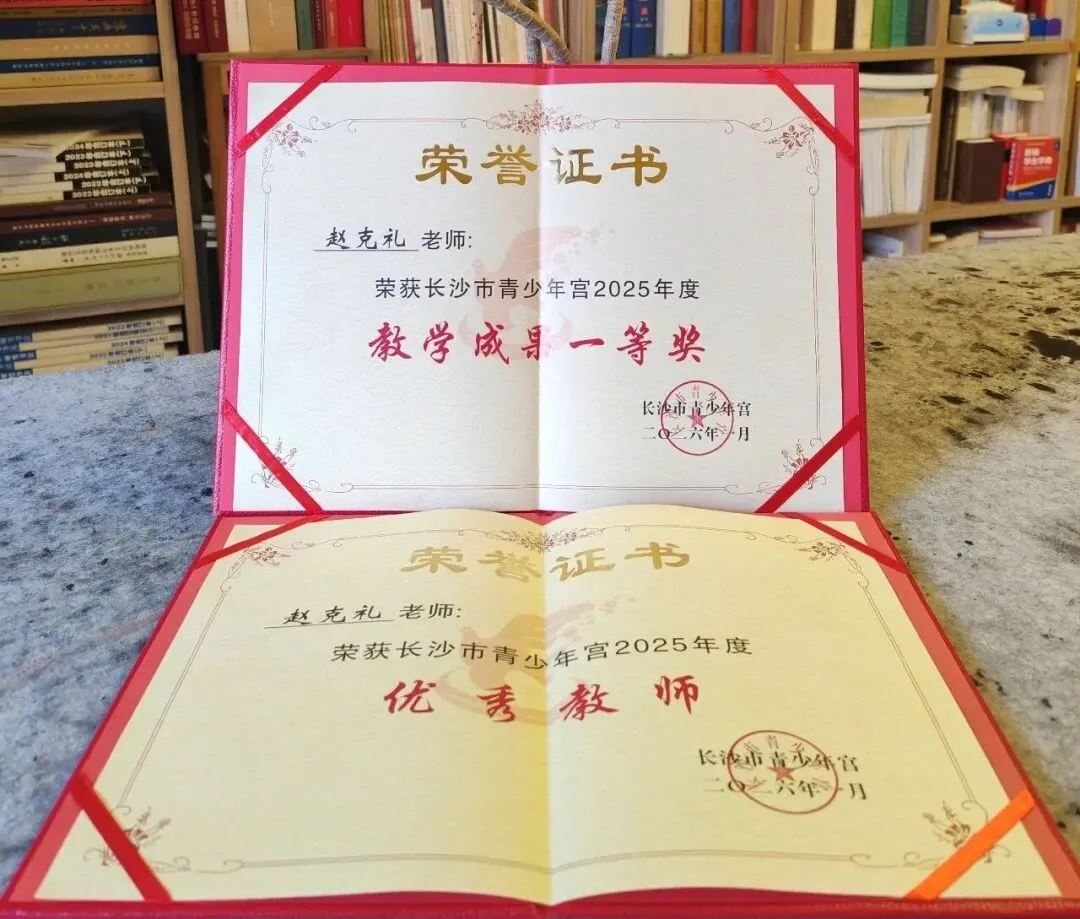 荣誉证书
赵克礼 老师:
荣获长沙市青少年宫2025年度
教学成果一等奖
长沙市青少年宫
二〇二六年一月
荣誉证书
赵克礼 老师:
荣获长沙市青少年宫2025年度
优秀教师
长沙市青少年宫
二〇二六年一月